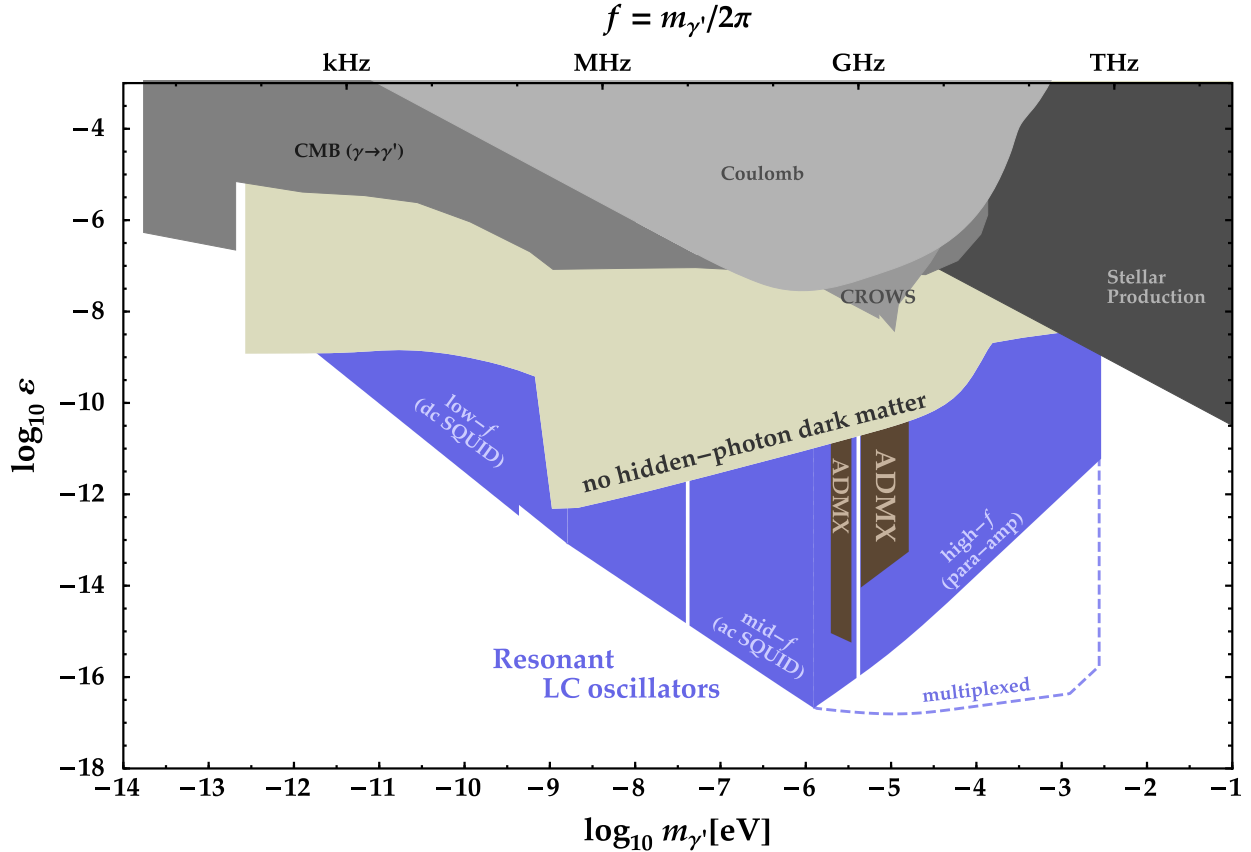 f = mγ'/2π
kHz MHz GHz THz
−4
−6
−8
−10
−12
−14
−16
−18
log₁₀ ε
CMB (γ→γ')
Coulomb
CROWS
Stellar
Production
no hidden−photon dark matter
low−f
(dc SQUID)
ADMX
ADMX
high−f
(para−amp)
mid−f
(ac SQUID)
Resonant
LC oscillators
multiplexed
−14 −13 −12 −11 −10 −9 −8 −7 −6 −5 −4 −3 −2 −1
log₁₀ mγ'[eV]